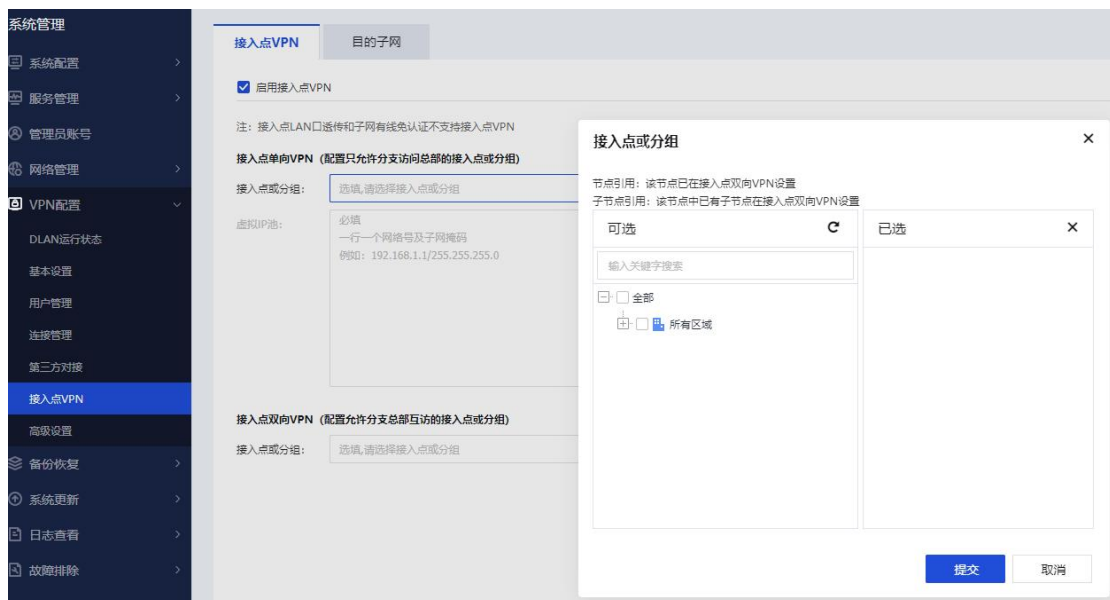 系统管理
系统配置
服务管理
管理员账号
网络管理
VPN配置
DLAN运行状态
基本设置
用户管理
连接管理
第三方对接
接入点VPN
高级设置
备份恢复
系统更新
日志查看
故障排除
接入点VPN
目的子网
启用接入点VPN
注：接入点LAN口透传和子网有线免认证不支持接入点VPN
接入点单向VPN（配置只允许分支访问总部的接入点或分组)
接入点或分组：
选填,请选择接入点或分组
虚拟IP池：
必填
一行一个网络号及子网掩码
例如：192.168.1.1/255.255.255.0
接入点双向VPN（配置允许分支总部互访的接入点或分组)
接入点或分组：
选填,请选择接入点或分组
接入点或分组
节点引用：该节点已在接入点双向VPN设置
子节点引用：该节点中已有子节点在接入点双向VPN设置
可选
已选
输入关键字搜索
全部
所有区域
提交
取消